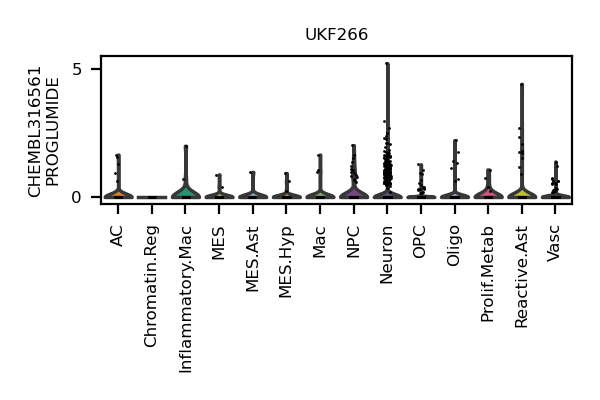 UKF266
CHEMBL316561
PROGLUMIDE
5
0
AC
Chromatin.Reg
Inflammatory.Mac
MES
MES.Ast
MES.Hyp
Mac
NPC
Neuron
OPC
Oligo
Prolif.Metab
Reactive.Ast
Vasc